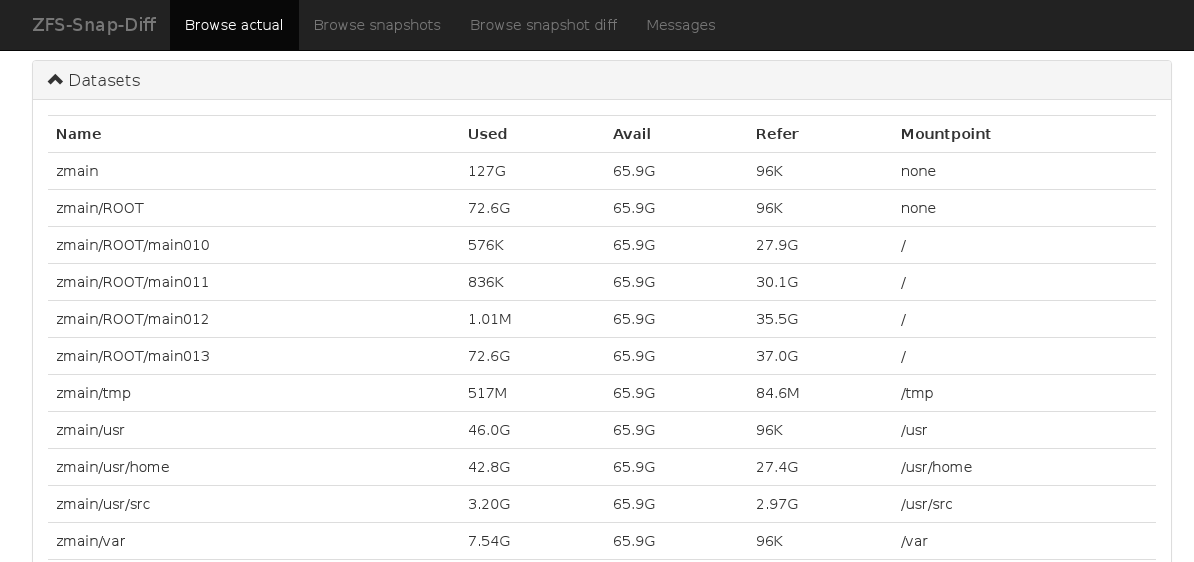 ZFS-Snap-Diff Browse actual Browse snapshots Browse snapshot diff Messages
Datasets
Name Used Avail Refer Mountpoint
zmain 127G 65.9G 96K none
zmain/ROOT 72.6G 65.9G 96K none
zmain/ROOT/main010 576K 65.9G 27.9G /
zmain/ROOT/main011 836K 65.9G 30.1G /
zmain/ROOT/main012 1.01M 65.9G 35.5G /
zmain/ROOT/main013 72.6G 65.9G 37.0G /
zmain/tmp 517M 65.9G 84.6M /tmp
zmain/usr 46.0G 65.9G 96K /usr
zmain/usr/home 42.8G 65.9G 27.4G /usr/home
zmain/usr/src 3.20G 65.9G 2.97G /usr/src
zmain/var 7.54G 65.9G 96K /var